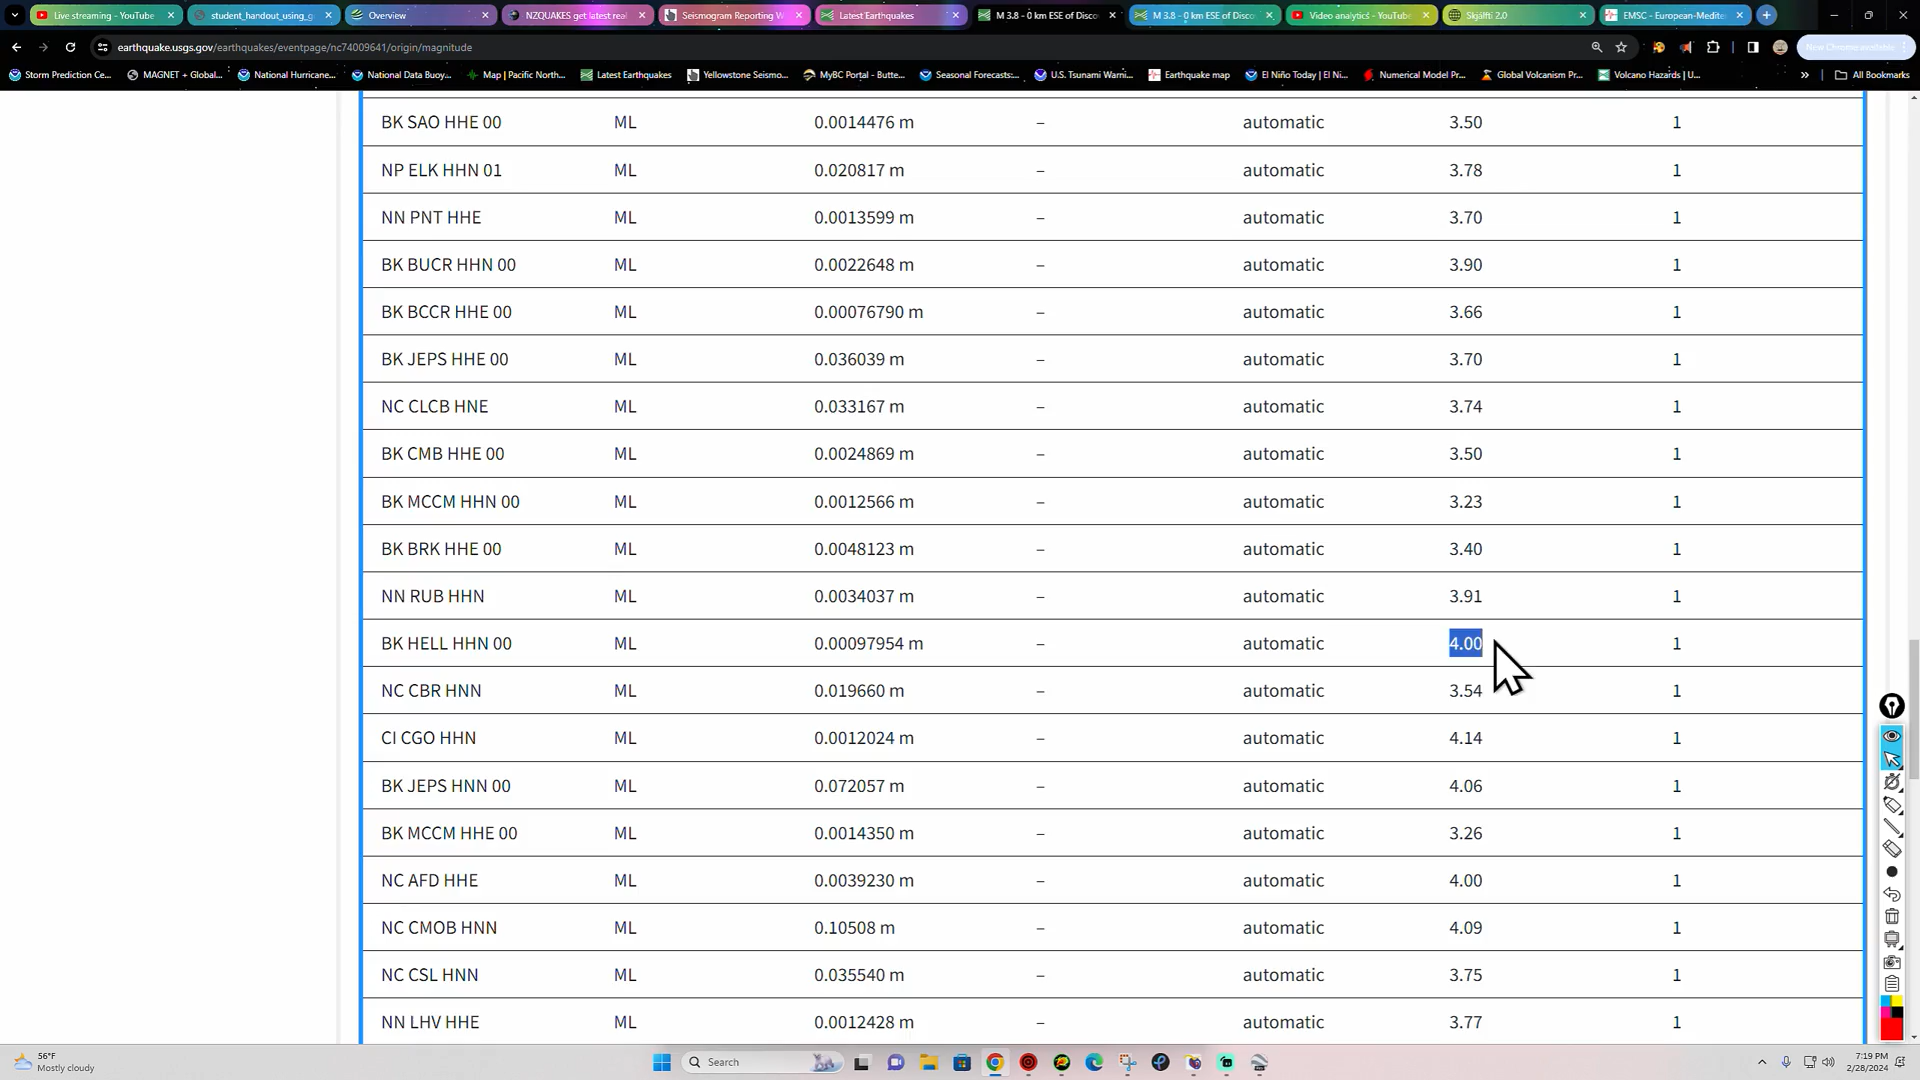 Live streaming - YouTube
student_handout_using_g
Overview
NZQUAKES get latest real
Seismogram Reporting W
Latest Earthquakes
M 3.8 - 0 km ESE of Disco
M 3.8 - 0 km ESE of Disco
Video analytics - YouTube
Skjálfti 2.0
EMSC - European-Mediter
earthquake.usgs.gov/earthquakes/eventpage/nc74009641/origin/magnitude
New Chrome available
Storm Prediction Ce...
MAGNET + Global...
National Hurricane...
National Data Buoy...
Map | Pacific North...
Latest Earthquakes
Yellowstone Seismo...
MyBC Portal - Butte...
Seasonal Forecasts:...
U.S. Tsunami Warni...
Earthquake map
El Niño Today | El Ni...
Numerical Model Pr...
Global Volcanism Pr...
Volcano Hazards | U...
»
All Bookmarks
BK SAO HHE 00 ML 0.0014476 m – automatic 3.50 1
NP ELK HHN 01 ML 0.020817 m – automatic 3.78 1
NN PNT HHE ML 0.0013599 m – automatic 3.70 1
BK BUCR HHN 00 ML 0.0022648 m – automatic 3.90 1
BK BCCR HHE 00 ML 0.00076790 m – automatic 3.66 1
BK JEPS HHE 00 ML 0.036039 m – automatic 3.70 1
NC CLCB HNE ML 0.033167 m – automatic 3.74 1
BK CMB HHE 00 ML 0.0024869 m – automatic 3.50 1
BK MCCM HHN 00 ML 0.0012566 m – automatic 3.23 1
BK BRK HHE 00 ML 0.0048123 m – automatic 3.40 1
NN RUB HHN ML 0.0034037 m – automatic 3.91 1
BK HELL HHN 00 ML 0.00097954 m – automatic 4.00 1
NC CBR HNN ML 0.019660 m – automatic 3.54 1
CI CGO HHN ML 0.0012024 m – automatic 4.14 1
BK JEPS HNN 00 ML 0.072057 m – automatic 4.06 1
BK MCCM HHE 00 ML 0.0014350 m – automatic 3.26 1
NC AFD HHE ML 0.0039230 m – automatic 4.00 1
NC CMOB HNN ML 0.10508 m – automatic 4.09 1
NC CSL HNN ML 0.035540 m – automatic 3.75 1
NN LHV HHE ML 0.0012428 m – automatic 3.77 1
56°F
Mostly cloudy
Search
7:19 PM
2/28/2024